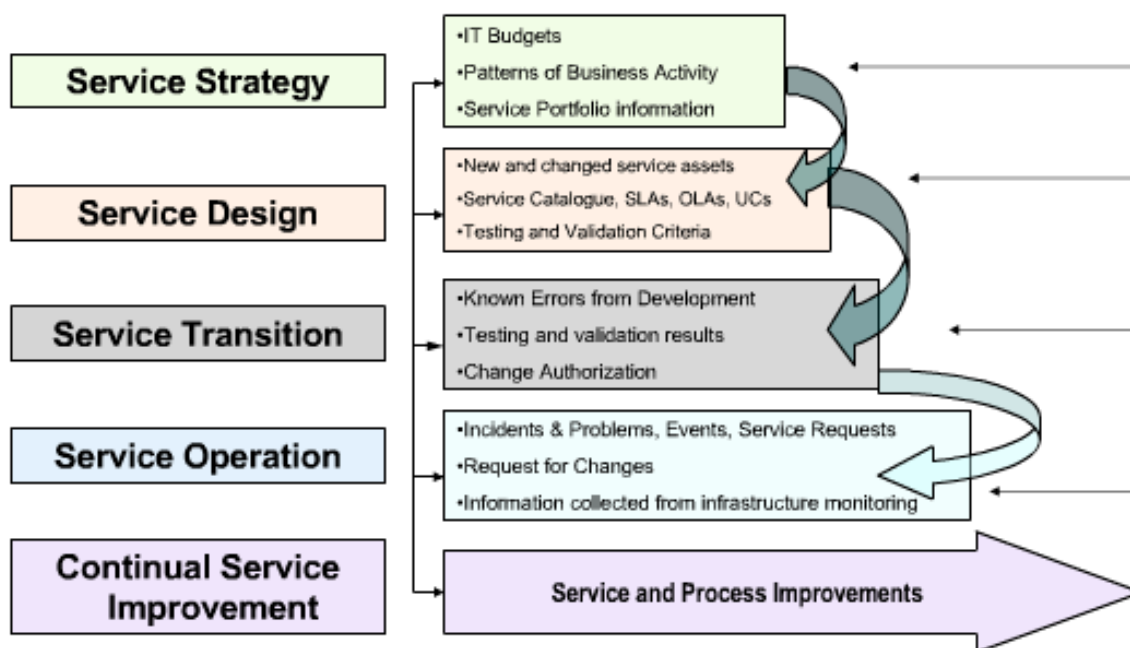 Service Strategy
•IT Budgets
•Patterns of Business Activity
•Service Portfolio information
Service Design
•New and changed service assets
•Service Catalogue, SLAs, OLAs, UCs
•Testing and Validation Criteria
Service Transition
•Known Errors from Development
•Testing and validation results
•Change Authorization
Service Operation
•Incidents & Problems, Events, Service Requests
•Request for Changes
•Information collected from infrastructure monitoring
Continual Service
Improvement
Service and Process Improvements